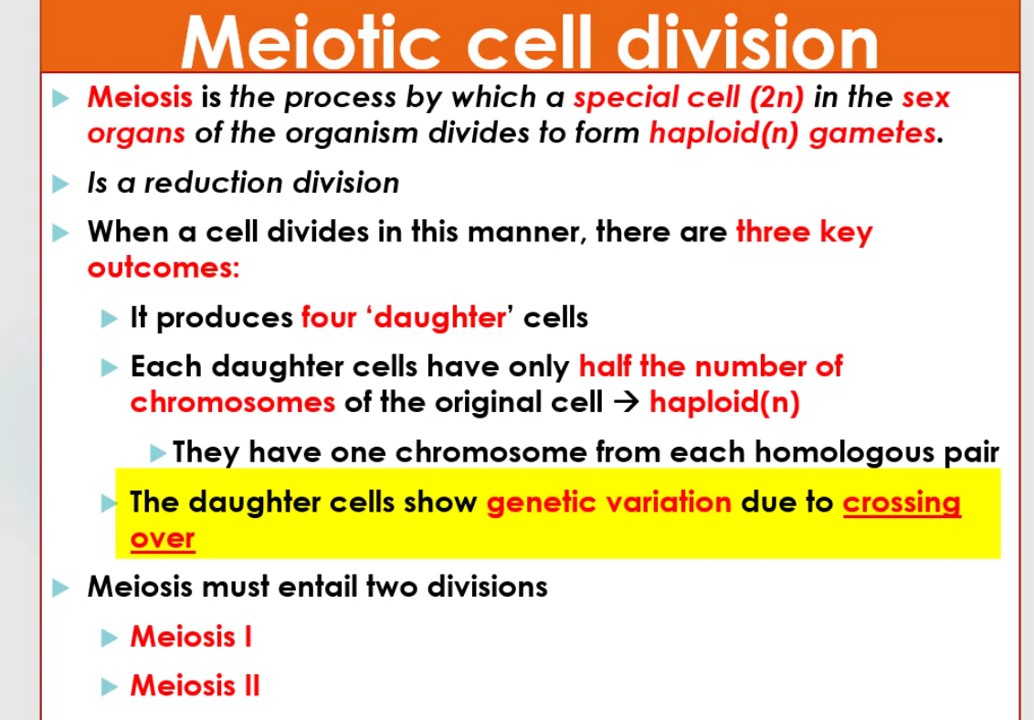 Meiotic cell division
Meiosis is the process by which a special cell (2n) in the sex
organs of the organism divides to form haploid(n) gametes.
Is a reduction division
When a cell divides in this manner, there are three key
outcomes:
It produces four ‘daughter’ cells
Each daughter cells have only half the number of
chromosomes of the original cell → haploid(n)
They have one chromosome from each homologous pair
The daughter cells show genetic variation due to crossing
over
Meiosis must entail two divisions
Meiosis I
Meiosis II